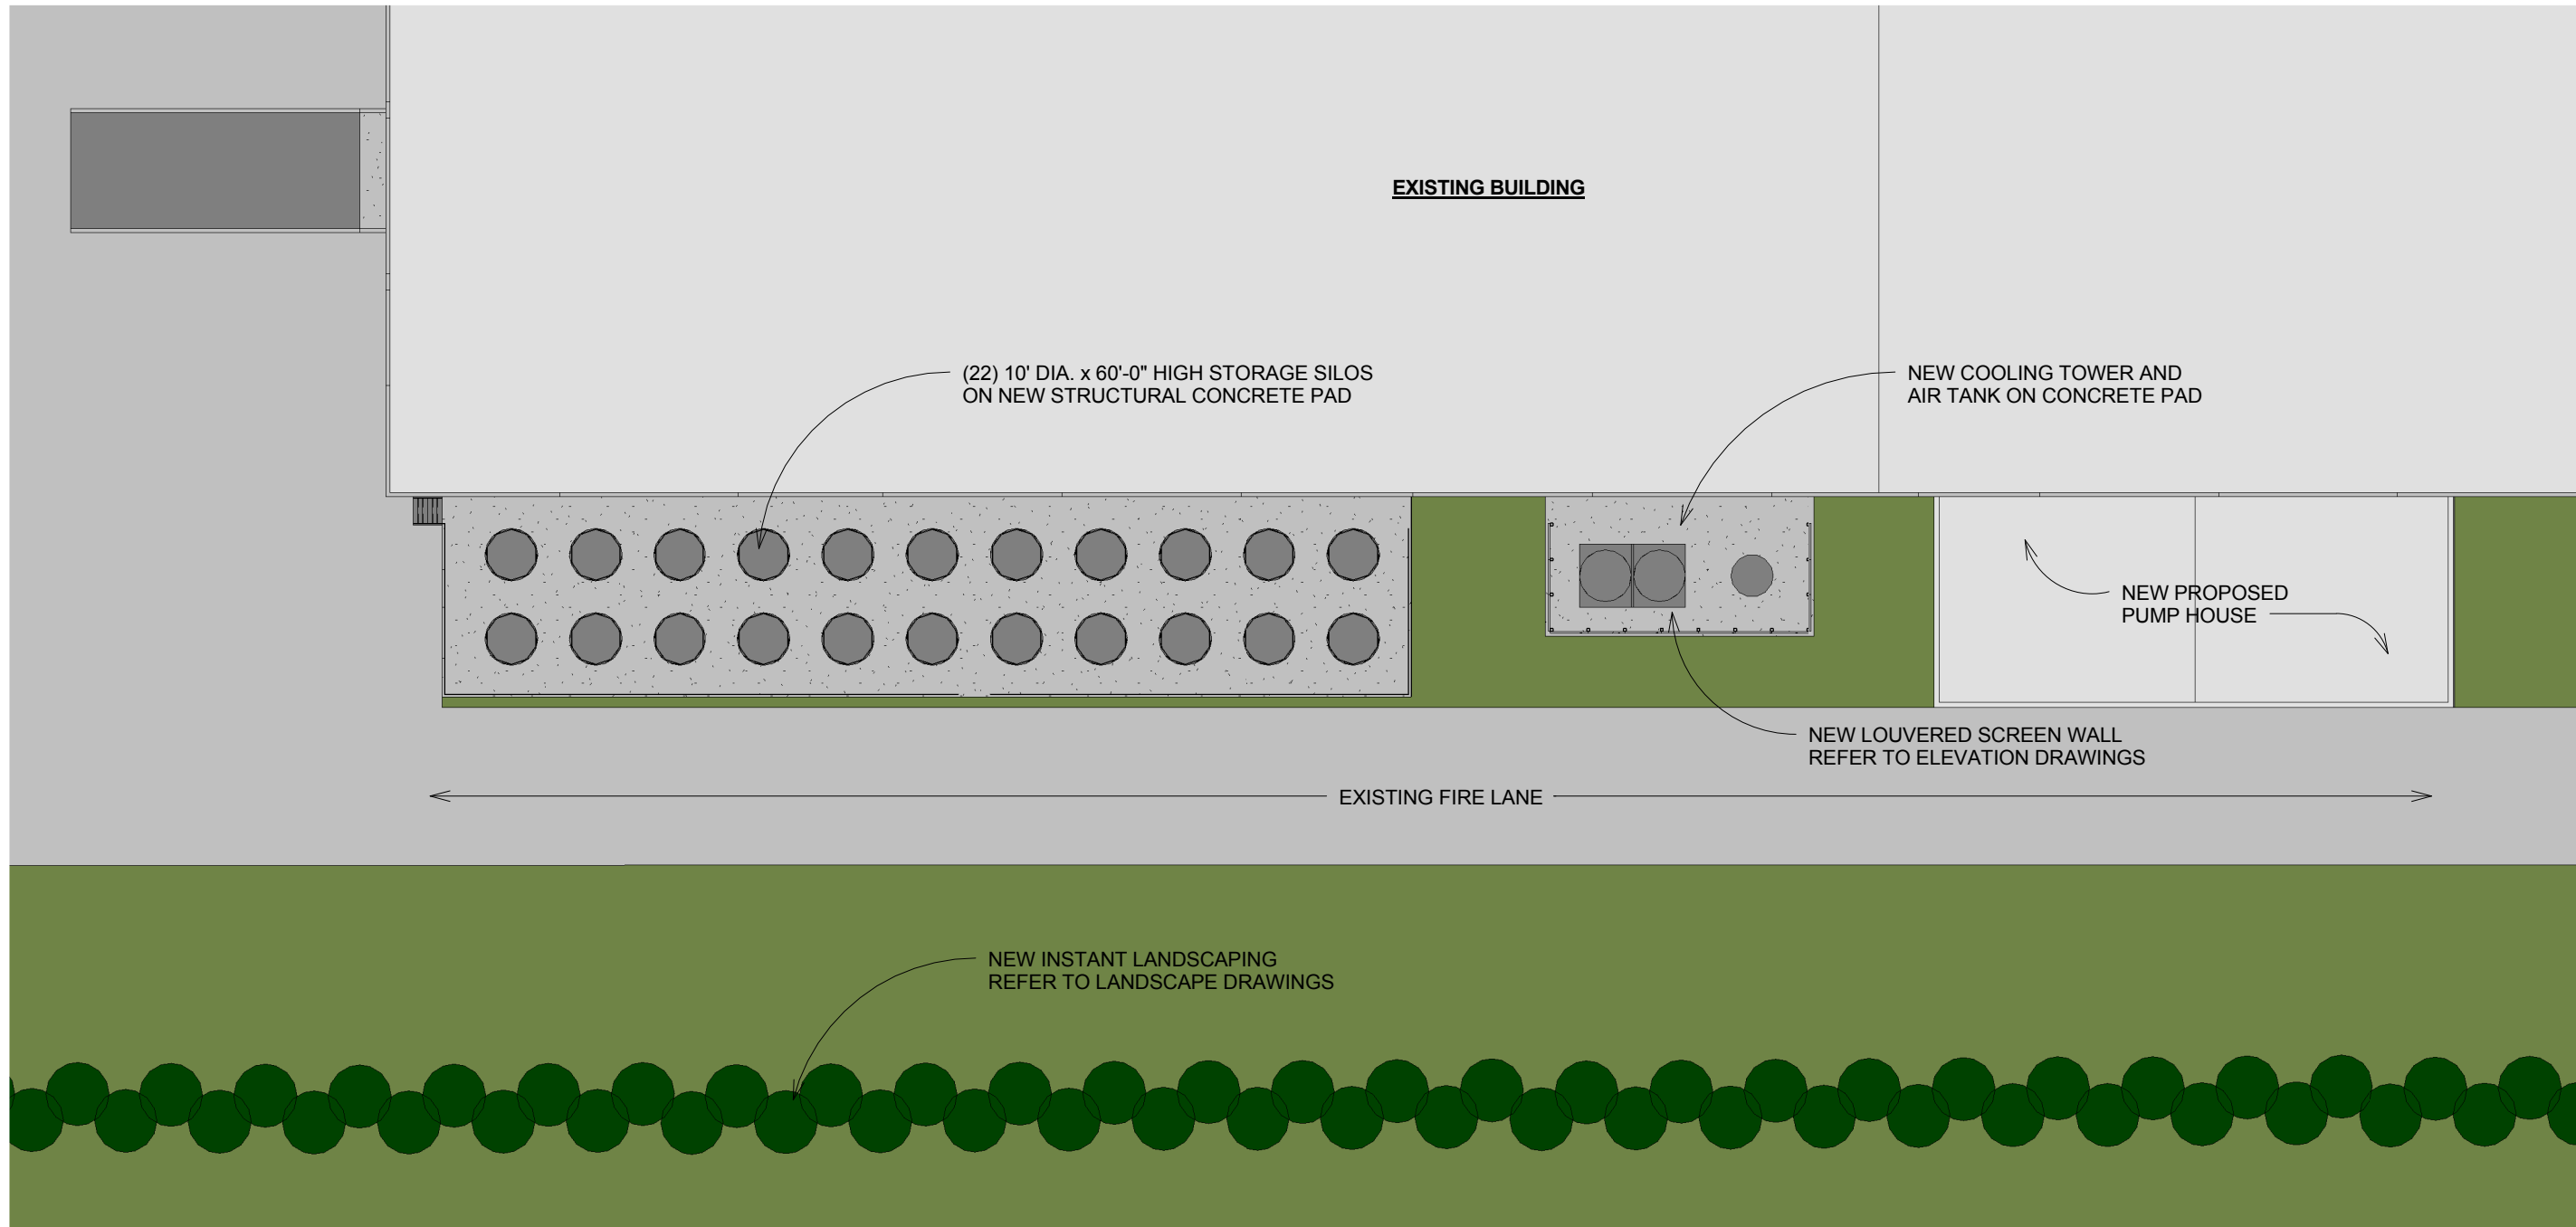 EXISTING BUILDING
(22) 10' DIA. x 60'-0" HIGH STORAGE SILOS
ON NEW STRUCTURAL CONCRETE PAD
NEW COOLING TOWER AND
AIR TANK ON CONCRETE PAD
NEW PROPOSED
PUMP HOUSE
NEW LOUVERED SCREEN WALL
REFER TO ELEVATION DRAWINGS
EXISTING FIRE LANE
NEW INSTANT LANDSCAPING
REFER TO LANDSCAPE DRAWINGS